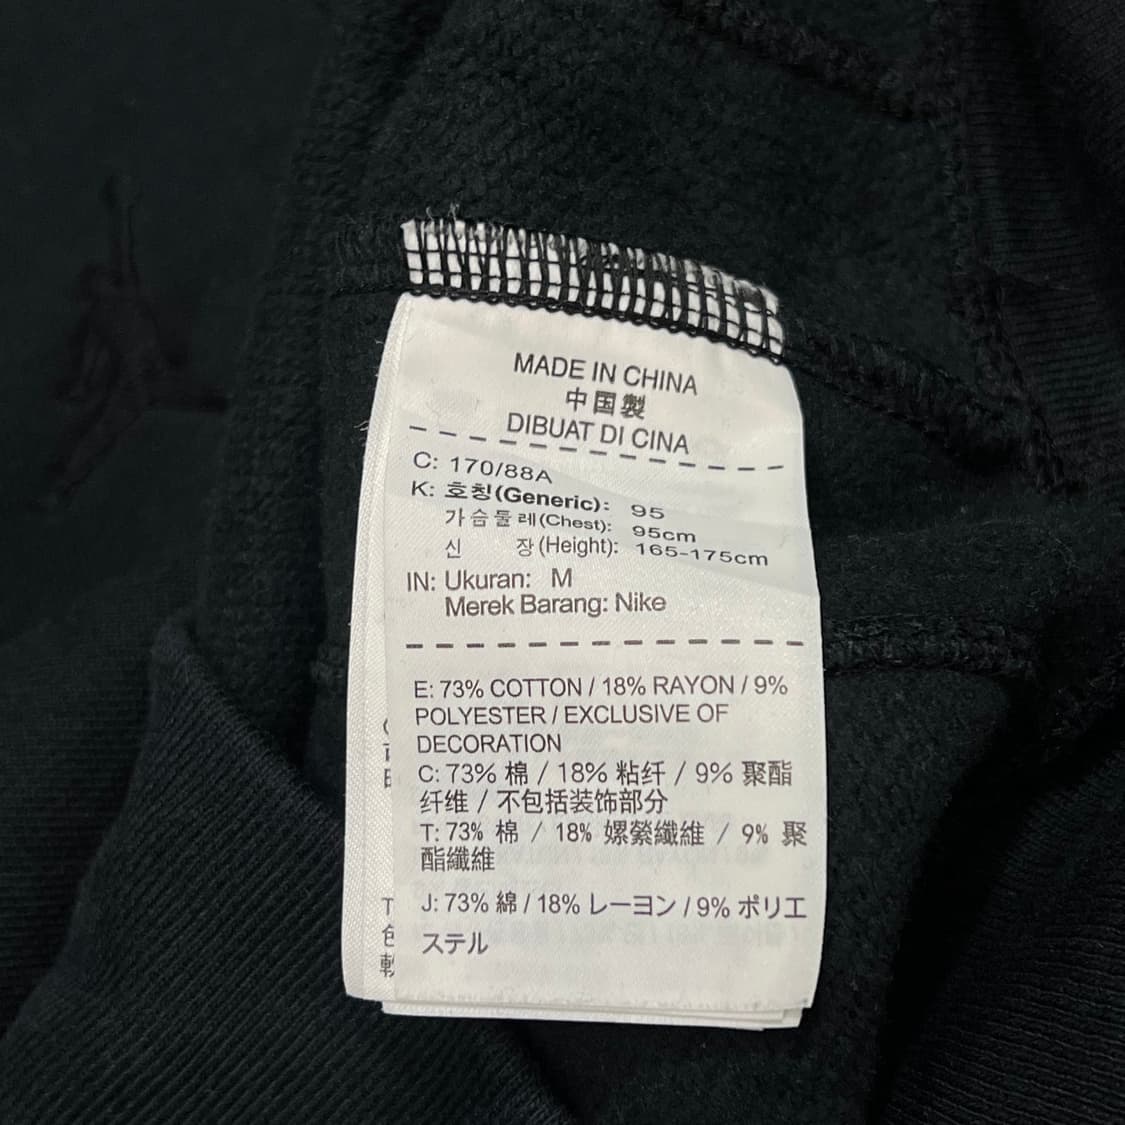 MADE IN CHINA
中国製
DIBUAT DI CINA
C: 170/88A
K: 호칭(Generic): 95
가슴둘레(Chest): 95cm
신 장(Height): 165-175cm
IN: Ukuran: M
Merek Barang: Nike
E: 73% COTTON / 18% RAYON / 9%
POLYESTER / EXCLUSIVE OF
DECORATION
C: 73% 棉 / 18% 粘纤 / 9% 聚酯
纤维 / 不包括装饰部分
T: 73% 棉 / 18% 嫘縈纖維 / 9% 聚
酯纖維
J: 73% 綿 / 18% レーヨン / 9% ポリエ
ステル
T
色
軟